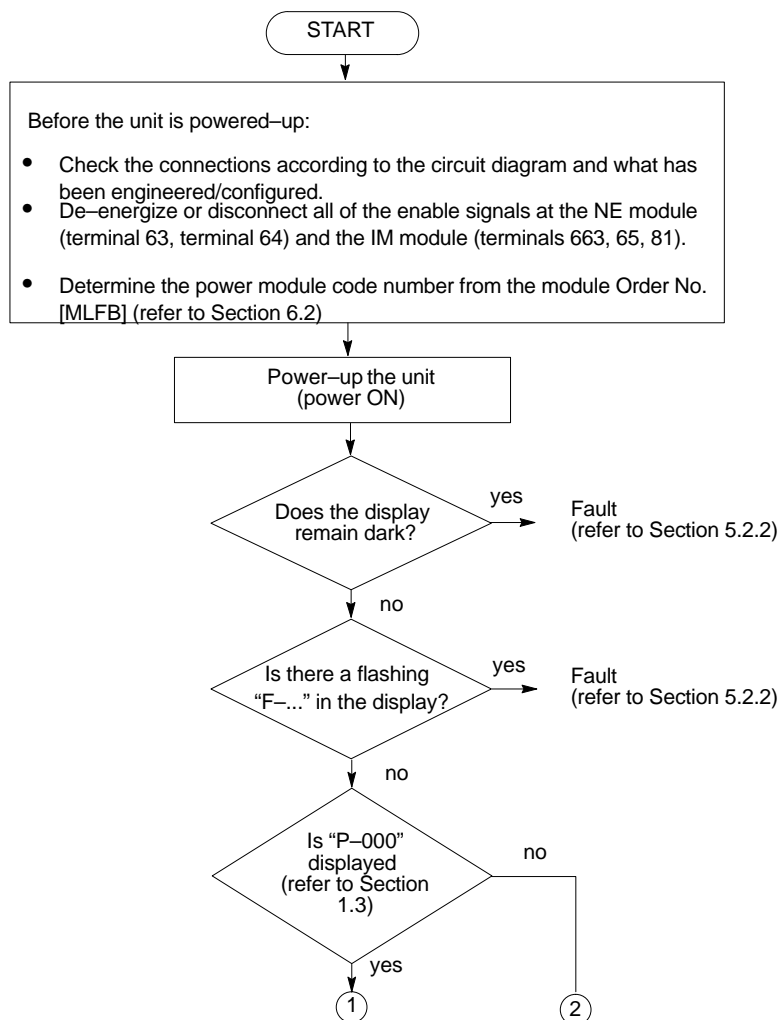 START
Before the unit is powered–up:
• Check the connections according to the circuit diagram and what has
been engineered/configured.
• De–energize or disconnect all of the enable signals at the NE module
(terminal 63, terminal 64) and the IM module (terminals 663, 65, 81).
• Determine the power module code number from the module Order No.
[MLFB] (refer to Section 6.2)
Power–up the unit
(power ON)
Does the display
remain dark?
yes
Fault
(refer to Section 5.2.2)
no
Is there a flashing
“F–...” in the display?
yes
Fault
(refer to Section 5.2.2)
no
Is “P–000”
displayed
(refer to Section
1.3)
no
yes
1
2